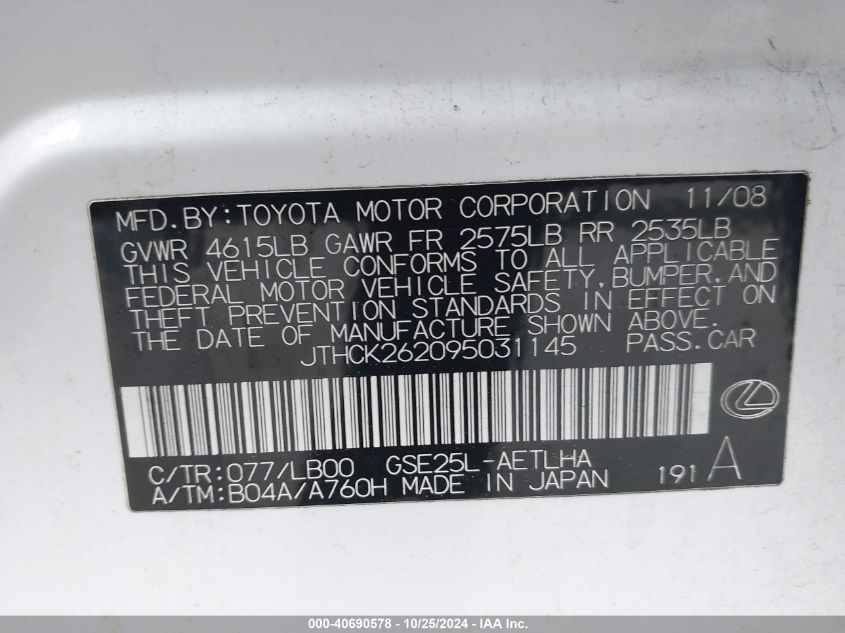 MFD.BY:TOYOTA MOTOR CORPORATION 11/08
GVWR 4615LB GAWR FR 2575LB RR 2535LB
THIS VEHICLE CONFORMS TO ALL APPLICABLE
FEDERAL MOTOR VEHICLE SAFETY,BUMPER,AND
THEFT PREVENTION STANDARDS IN EFFECT ON
THE DATE OF MANUFACTURE SHOWN ABOVE.
JTHCK262095031145 PASS.CAR
C/TR:077/LB00 GSE25L-AETLHA
A/TM:B04A/A760H MADE IN JAPAN 191 A
000-40690578 - 10/25/2024 - IAA, Inc.